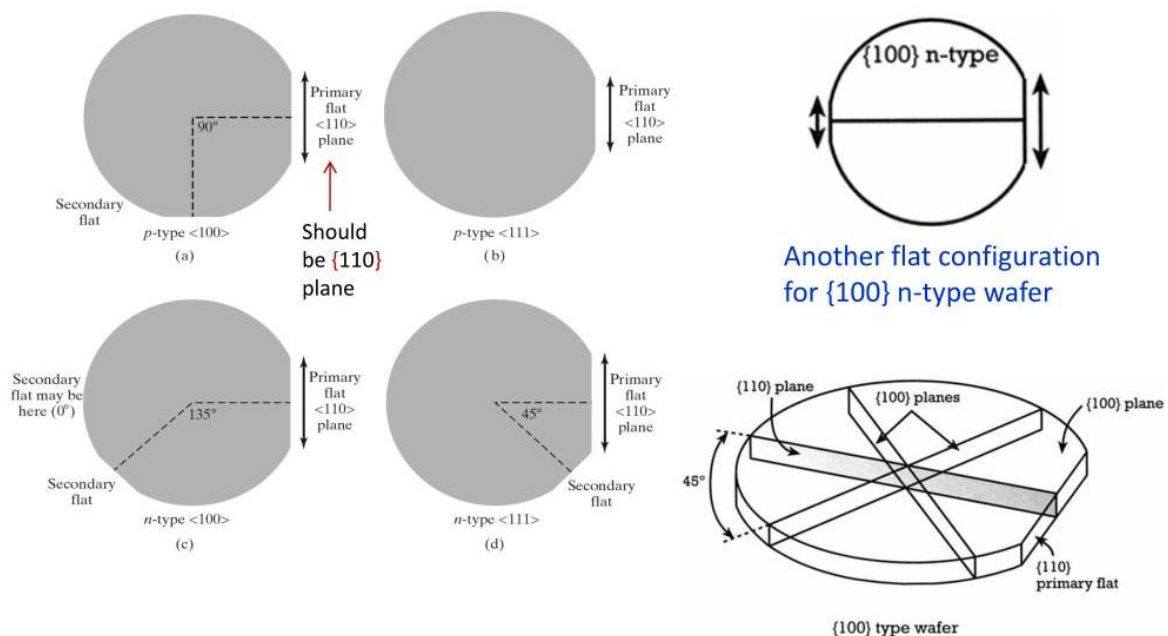 90°
Primary
flat
<110>
plane
Secondary
flat
p-type <100>
(a)
Should
be {110}
plane
Primary
flat
<110>
plane
p-type <111>
(b)
{100} n-type
Another flat configuration
for {100} n-type wafer
Secondary
flat may be
here (0°)
135°
Primary
flat
<110>
plane
Secondary
flat
n-type <100>
(c)
45°
Primary
flat
<110>
plane
Secondary
flat
n-type <111>
(d)
{110} plane
{100} planes
{100} plane
45°
{110}
primary flat
{100} type wafer